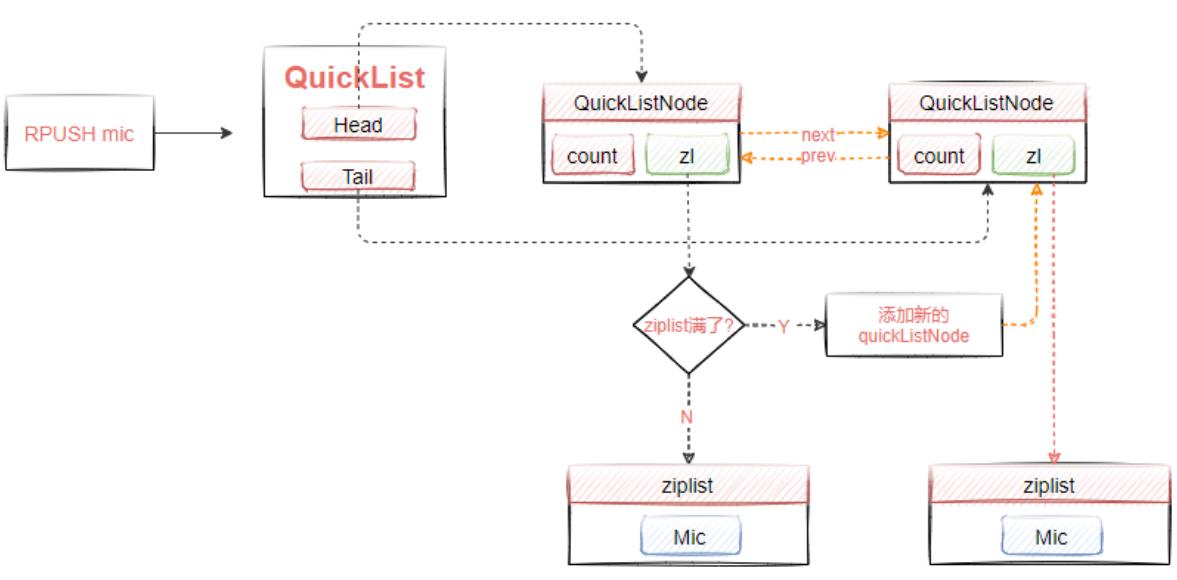 RPUSH mic
QuickList
Head
Tail
QuickListNode
count
zl
next
prev
QuickListNode
count
zl
ziplist满了?
Y
添加新的
quickListNode
N
ziplist
Mic
ziplist
Mic